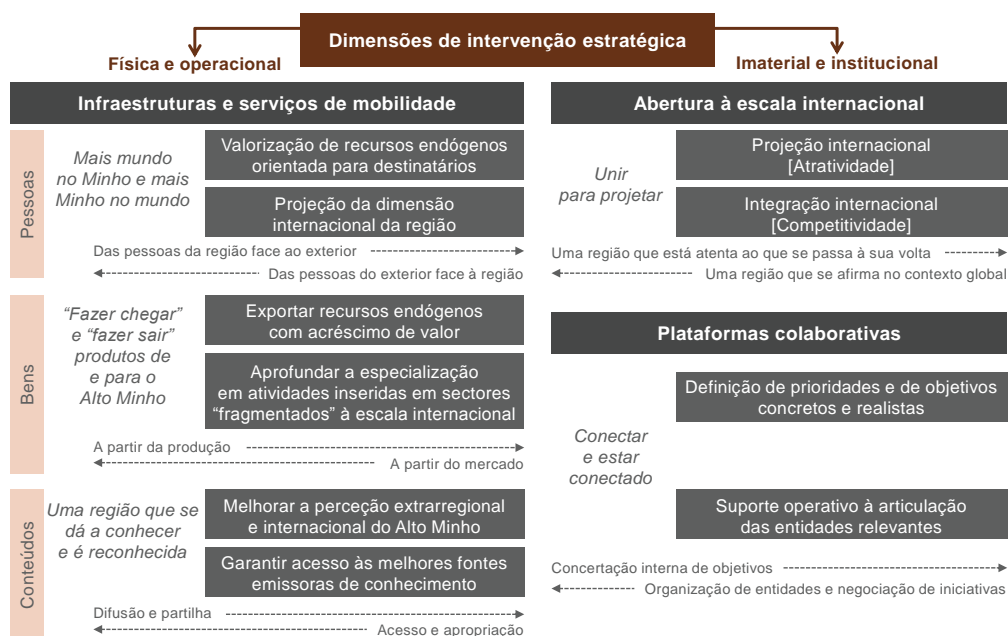 Dimensões de intervenção estratégica
Física e operacional
Imaterial e institucional
Infraestruturas e serviços de mobilidade
Pessoas
Mais mundo
no Minho e mais
Minho no mundo
Valorização de recursos endógenos
orientada para destinatários
Projeção da dimensão
internacional da região
Das pessoas da região face ao exterior
Das pessoas do exterior face à região
Bens
“Fazer chegar”
e “fazer sair”
produtos de
e para o
Alto Minho
Exportar recursos endógenos
com acréscimo de valor
Aprofundar a especialização
em atividades inseridas em sectores
“fragmentados” à escala internacional
A partir da produção
A partir do mercado
Conteúdos
Uma região que se
dá a conhecer
e é reconhecida
Melhorar a perceção extrarregional
e internacional do Alto Minho
Garantir acesso às melhores fontes
emissoras de conhecimento
Difusão e partilha
Acesso e apropriação
Abertura à escala internacional
Unir
para projetar
Projeção internacional
[Atratividade]
Integração internacional
[Competitividade]
Uma região que está atenta ao que se passa à sua volta
Uma região que se afirma no contexto global
Plataformas colaborativas
Conectar
e estar
conectado
Definição de prioridades e de objetivos
concretos e realistas
Suporte operativo à articulação
das entidades relevantes
Concertação interna de objetivos
Organização de entidades e negociação de iniciativas